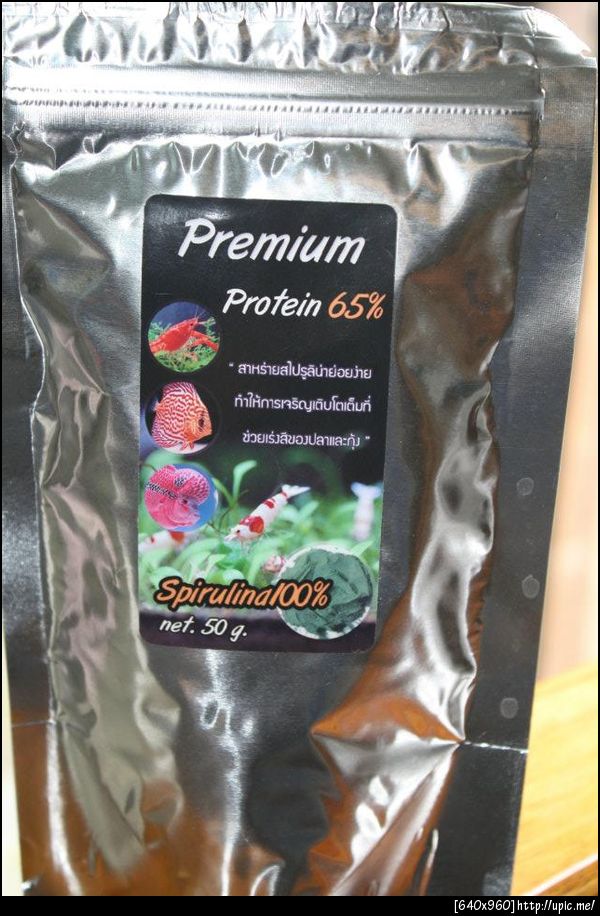 Premium
Protein 65%
" สาหร่ายสไปรูลิน่าย่อยง่าย
ทำให้การเจริญเติบโตเต็มที่
ช่วยเร่งสีของปลาและกุ้ง "
Spirulina100%
net. 50 g.
[640x960]http://upic.me/